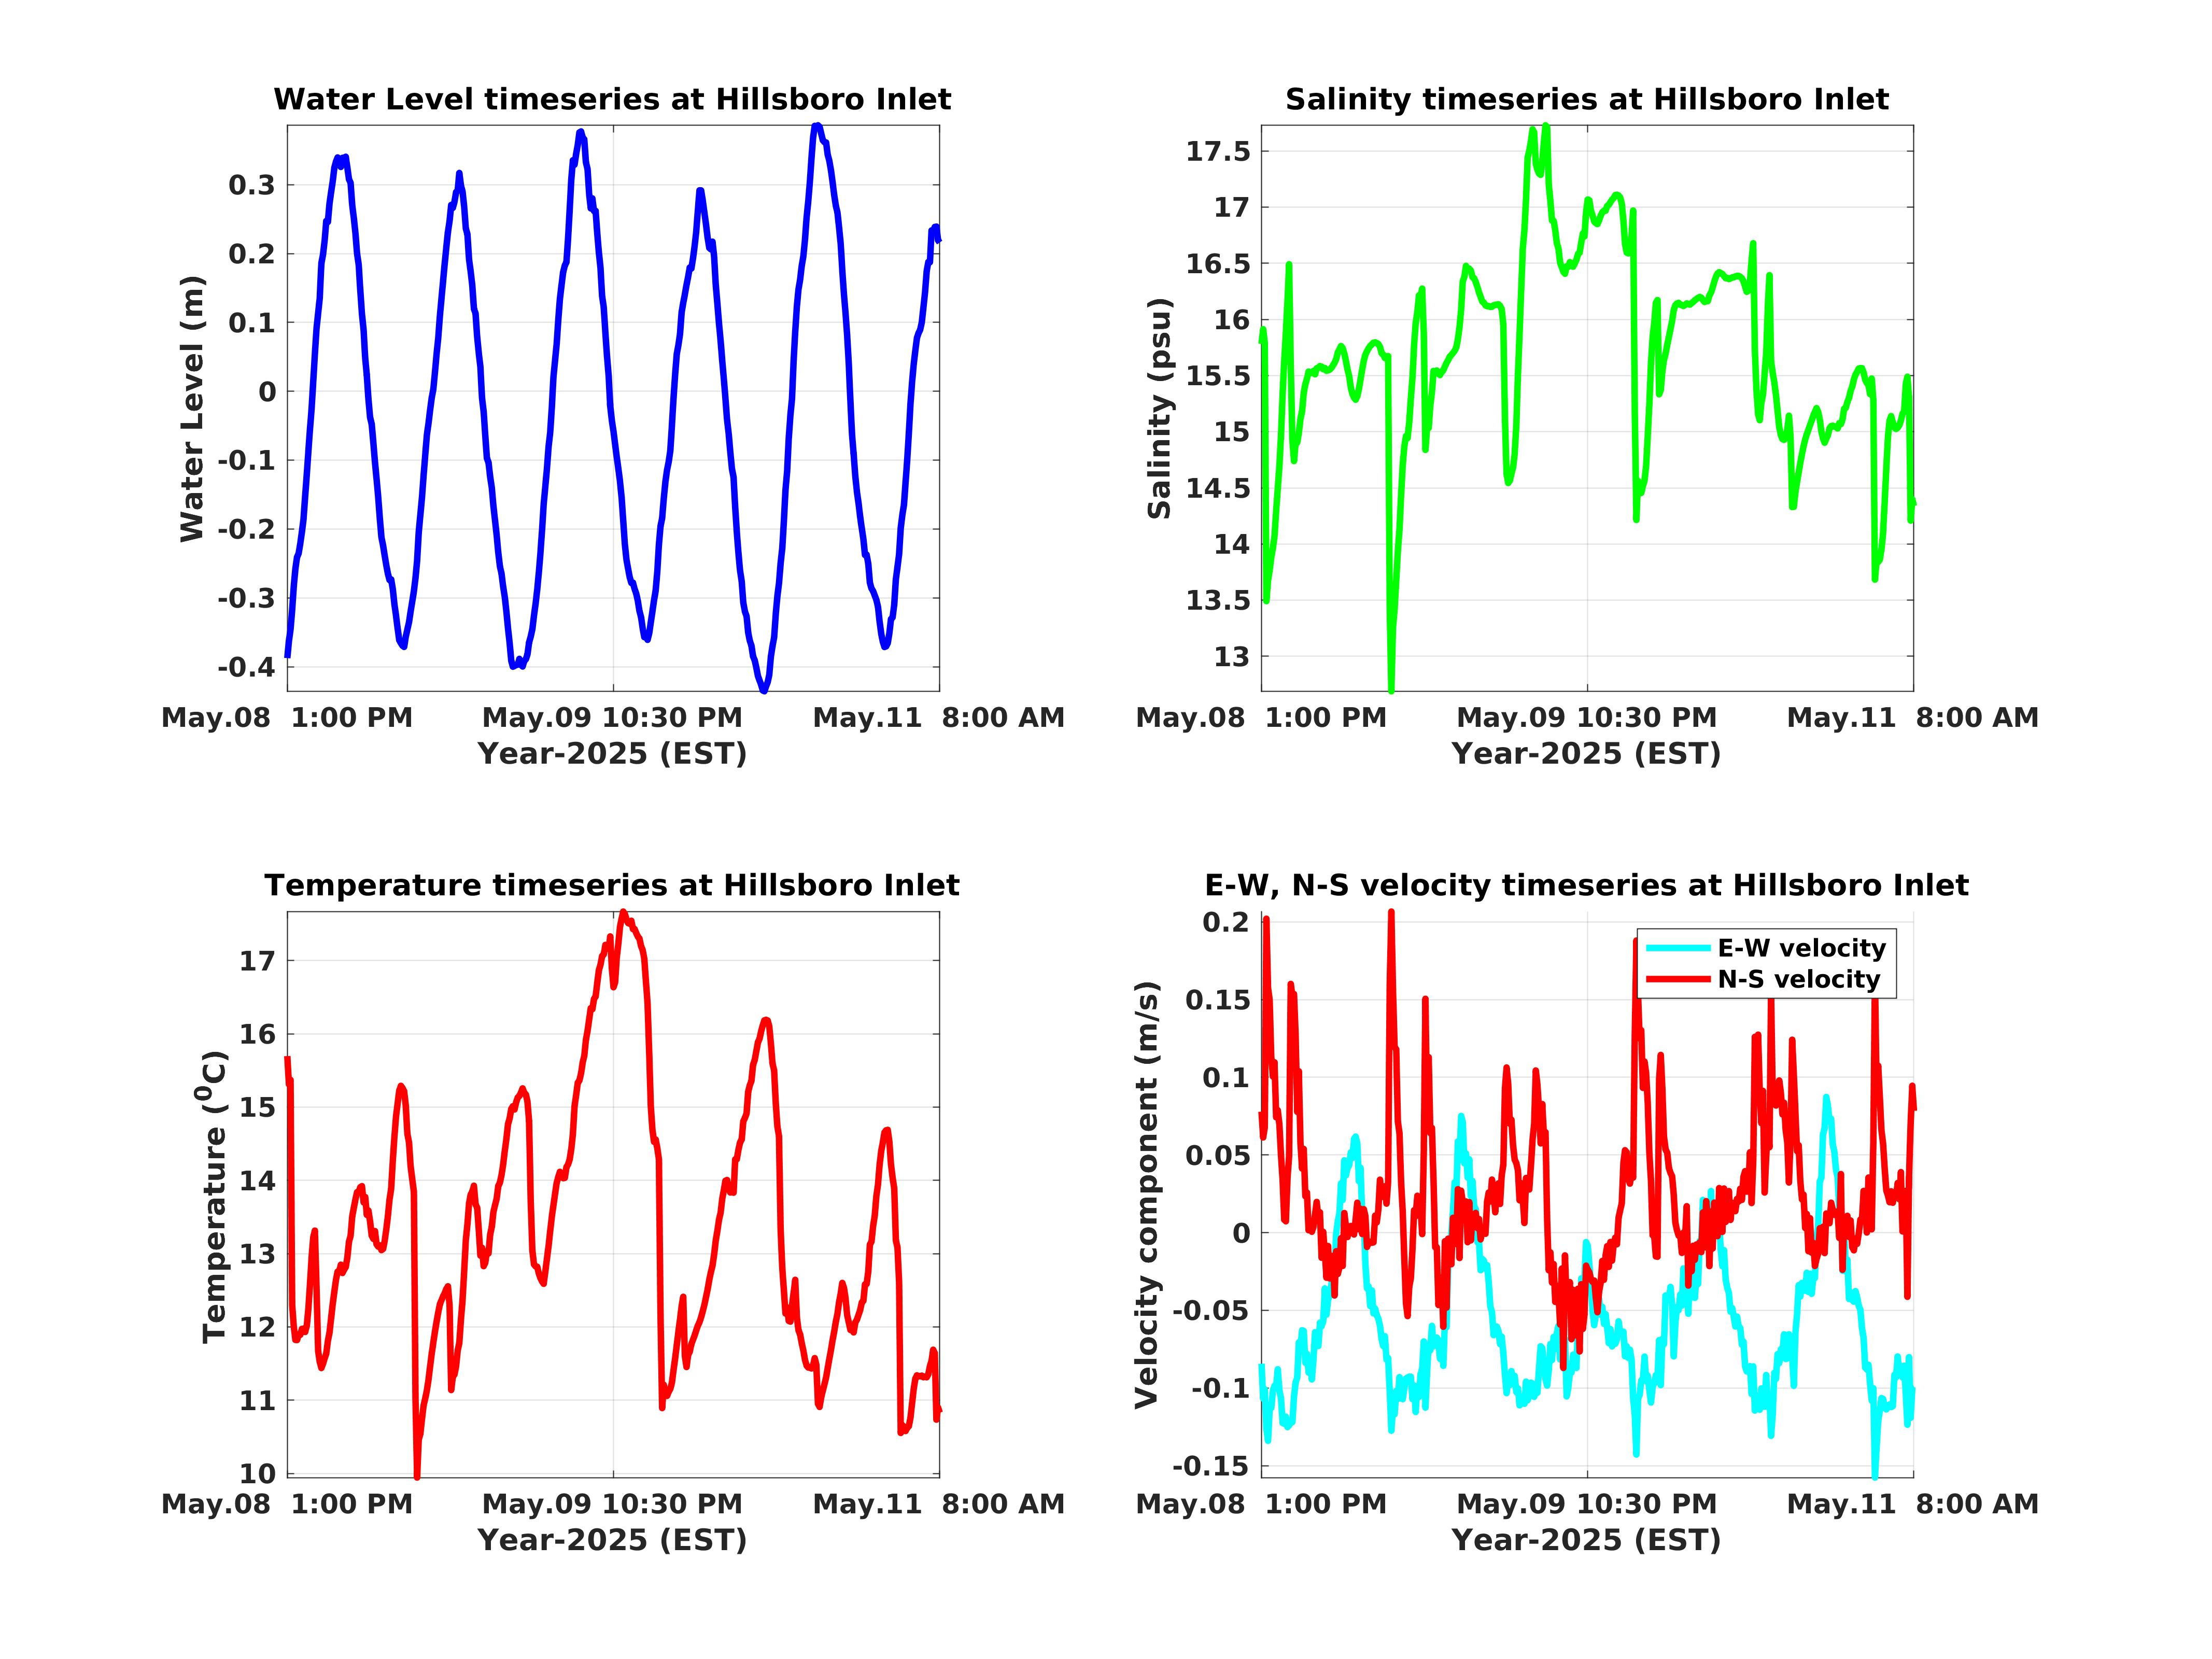 Water Level timeseries at Hillsboro Inlet
Water Level (m)
0.3
0.2
0.1
0
-0.1
-0.2
-0.3
-0.4
May.08 1:00 PM
May.09 10:30 PM
May.11 8:00 AM
Year-2025 (EST)
Salinity timeseries at Hillsboro Inlet
Salinity (psu)
17.5
17
16.5
16
15.5
15
14.5
14
13.5
13
May.08 1:00 PM
May.09 10:30 PM
May.11 8:00 AM
Year-2025 (EST)
Temperature timeseries at Hillsboro Inlet
Temperature (⁰C)
17
16
15
14
13
12
11
10
May.08 1:00 PM
May.09 10:30 PM
May.11 8:00 AM
Year-2025 (EST)
E-W, N-S velocity timeseries at Hillsboro Inlet
Velocity component (m/s)
0.2
0.15
0.1
0.05
0
-0.05
-0.1
-0.15
E-W velocity
N-S velocity
May.08 1:00 PM
May.09 10:30 PM
May.11 8:00 AM
Year-2025 (EST)